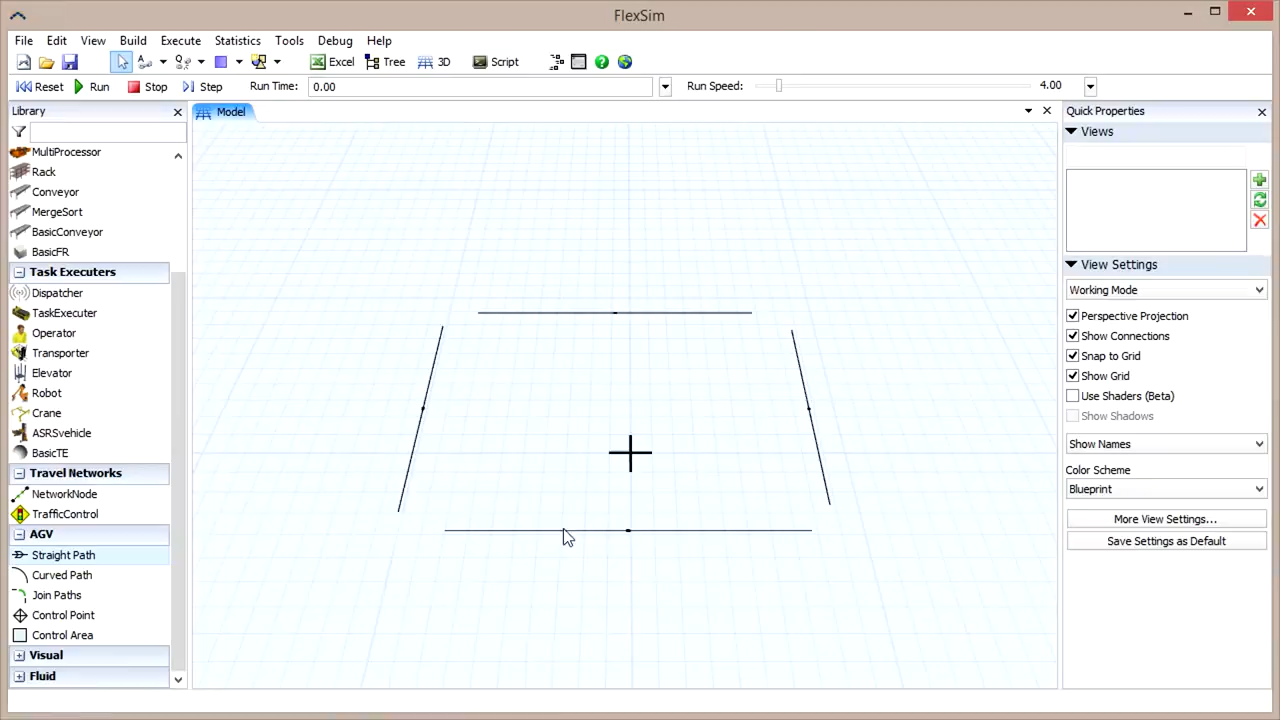 FlexSim
File Edit View Build Execute Statistics Tools Debug Help
Excel Tree 3D Script
Reset Run Stop Step Run Time: 0.00 Run Speed: 4.00
Library
Model
Quick Properties
Views
MultiProcessor
Rack
Conveyor
MergeSort
BasicConveyor
BasicFR
Task Executers
Dispatcher
TaskExecuter
Operator
Transporter
Elevator
Robot
Crane
ASRSvehicle
BasicTE
Travel Networks
NetworkNode
TrafficControl
AGV
Straight Path
Curved Path
Join Paths
Control Point
Control Area
Visual
Fluid
View Settings
Working Mode
Perspective Projection
Show Connections
Snap to Grid
Show Grid
Use Shaders (Beta)
Show Shadows
Show Names
Color Scheme
Blueprint
More View Settings...
Save Settings as Default